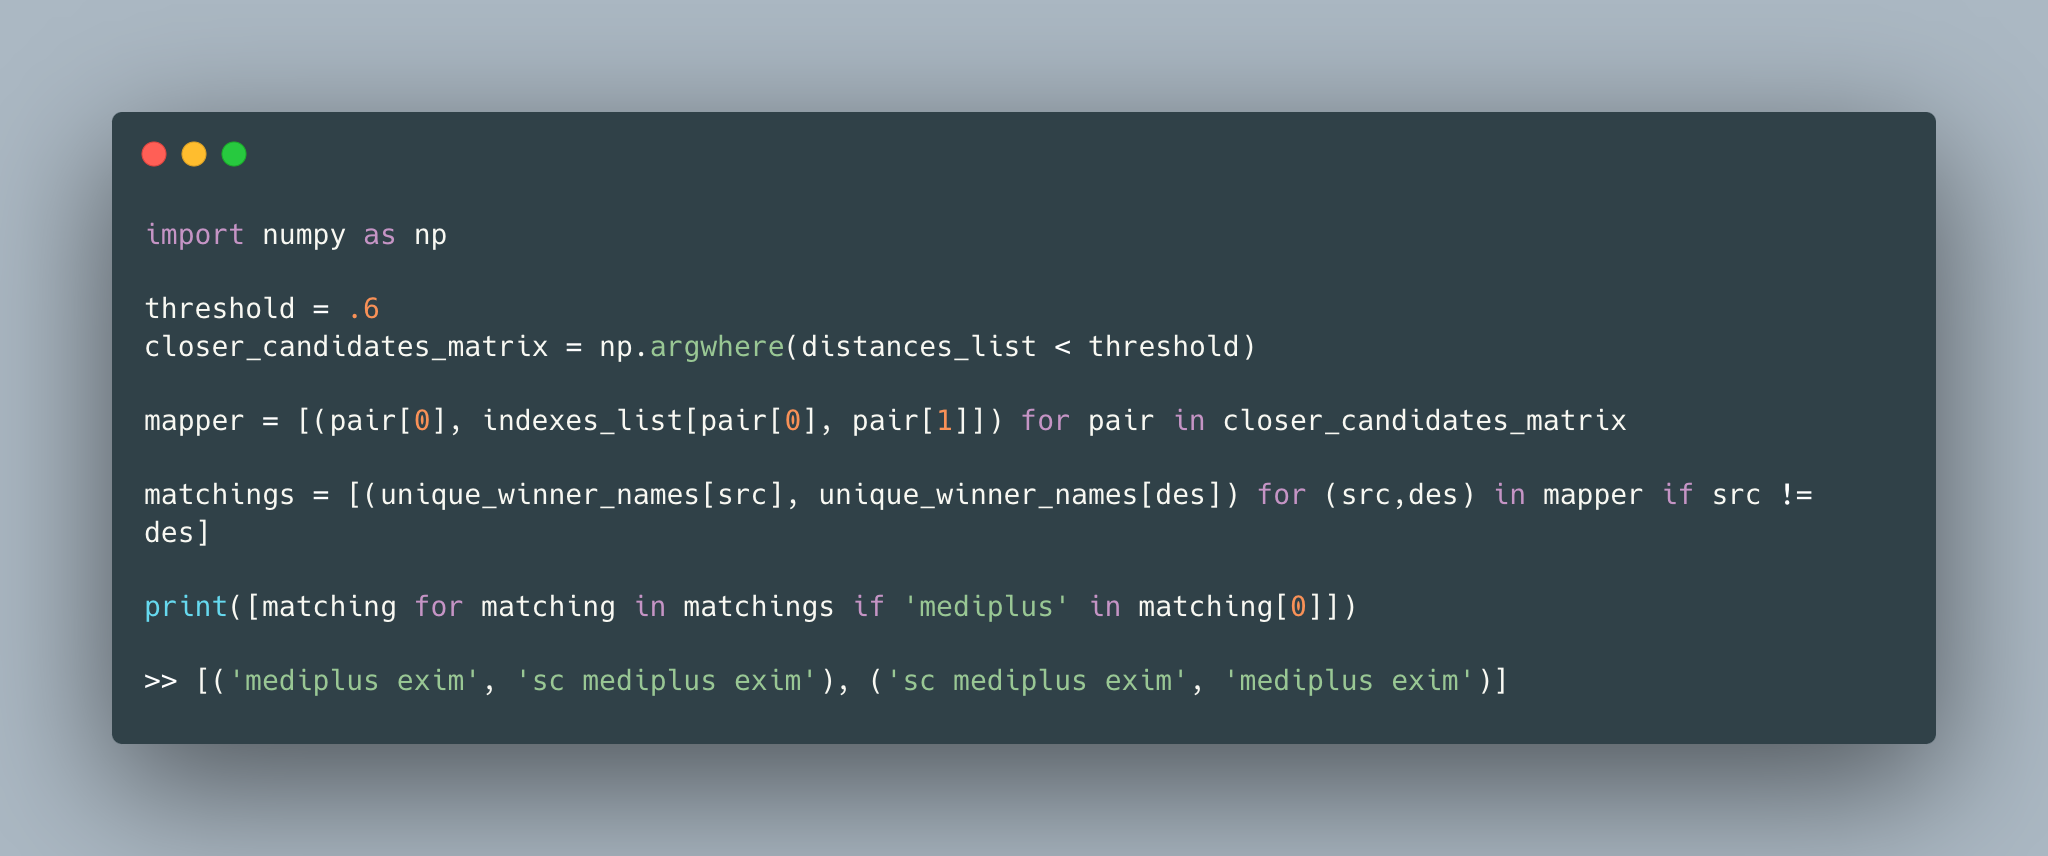 import numpy as np
threshold = .6
closer_candidates_matrix = np.argwhere(distances_list < threshold)
mapper = [(pair[0], indexes_list[pair[0], pair[1]]) for pair in closer_candidates_matrix
matchings = [(unique_winner_names[src], unique_winner_names[des]) for (src,des) in mapper if src !=
des]
print([matching for matching in matchings if 'mediplus' in matching[0]])
>> [('mediplus exim', 'sc mediplus exim'), ('sc mediplus exim', 'mediplus exim')]